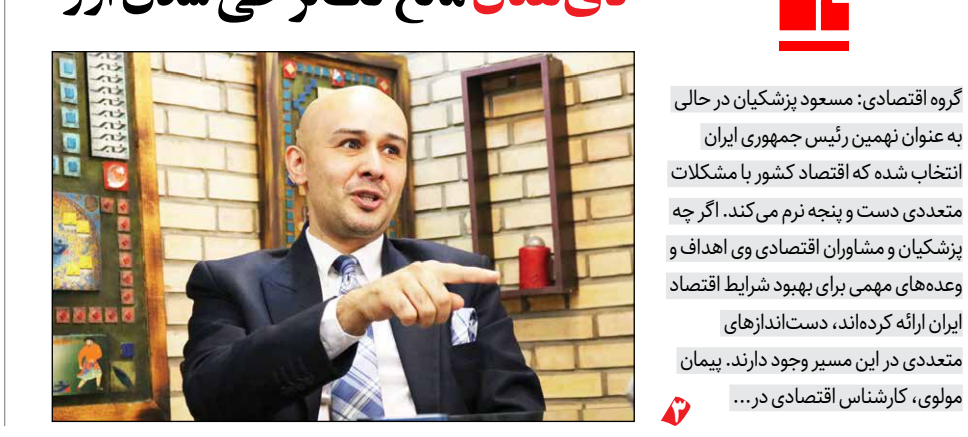 گروه اقتصادی: مسعود پزشکیان در حالی
به عنوان نهمین رئیس جمهوری ایران
انتخاب شده که اقتصاد کشور با مشکلات
متعددی دست و پنجه نرم می‌کند. اگر چه
پزشکیان و مشاوران اقتصادی وی اهداف و
وعده‌های مهمی برای بهبود شرایط اقتصاد
ایران ارائه کرده‌اند، دست‌اندازهای
متعددی در این مسیر وجود دارند. پیمان
مولوی، کارشناس اقتصادی در...
۳